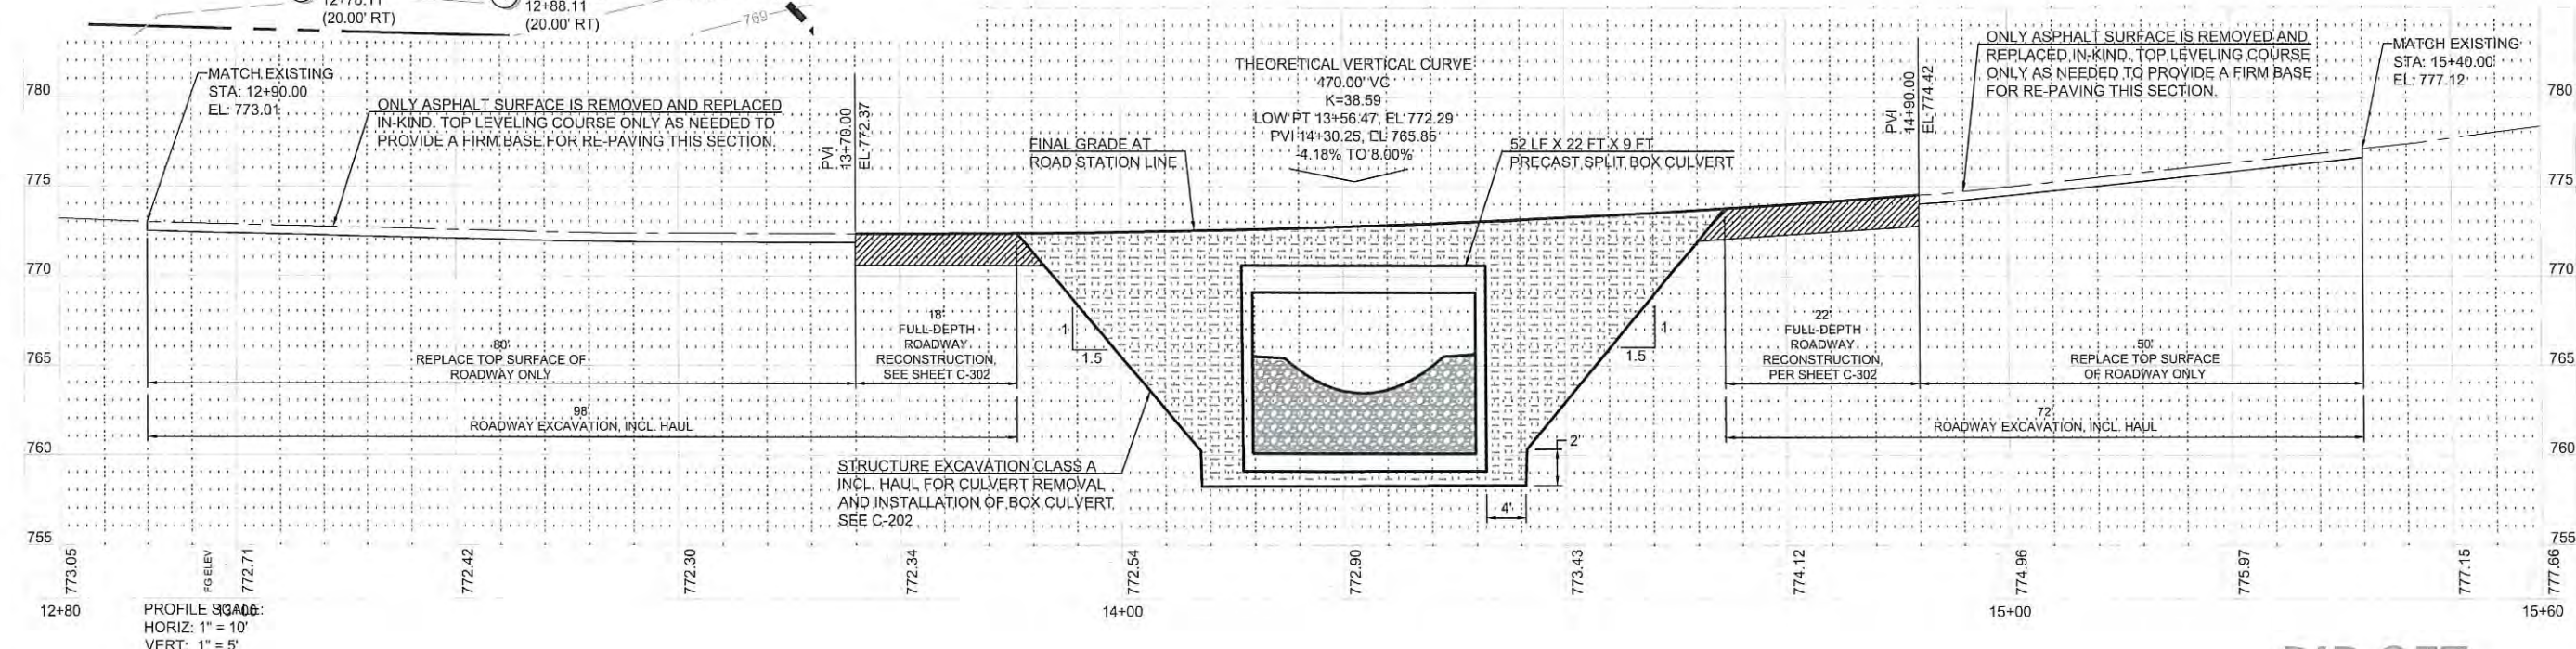 12+78.11
(20.00' RT)
12+88.11
(20.00' RT)
769
MATCH EXISTING
STA: 12+90.00
EL: 773.01
ONLY ASPHALT SURFACE IS REMOVED AND REPLACED
IN-KIND. TOP LEVELING COURSE ONLY AS NEEDED TO
PROVIDE A FIRM BASE FOR RE-PAVING THIS SECTION.
PVI
13+70.00
EL 772.37
FINAL GRADE AT
ROAD STATION LINE
THEORETICAL VERTICAL CURVE
470.00' VC
K=38.59
LOW PT 13+56.47, EL 772.29
PVI 14+30.25, EL 765.85
-4.18% TO 8.00%
52 LF X 22 FT X 9 FT
PRECAST SPLIT BOX CULVERT
PVI
14+90.00
EL 774.42
ONLY ASPHALT SURFACE IS REMOVED AND
REPLACED IN-KIND. TOP LEVELING COURSE
ONLY AS NEEDED TO PROVIDE A FIRM BASE
FOR RE-PAVING THIS SECTION.
MATCH EXISTING
STA: 15+40.00
EL: 777.12
780
775
770
765
760
755
780
775
770
765
760
755
80'
REPLACE TOP SURFACE OF
ROADWAY ONLY
18'
FULL-DEPTH
ROADWAY
RECONSTRUCTION,
SEE SHEET C-302
1
1.5
1
1.5
22'
FULL-DEPTH
ROADWAY
RECONSTRUCTION,
PER SHEET C-302
50'
REPLACE TOP SURFACE
OF ROADWAY ONLY
98'
ROADWAY EXCAVATION, INCL. HAUL
72'
ROADWAY EXCAVATION, INCL. HAUL
STRUCTURE EXCAVATION CLASS A
INCL. HAUL FOR CULVERT REMOVAL
AND INSTALLATION OF BOX CULVERT.
SEE C-202
2'
4'
773.05
FG ELEV
772.71
772.42
772.30
772.34
772.54
772.90
773.43
774.12
774.96
775.97
777.15
777.66
12+80
13+00
14+00
15+00
15+60
PROFILE SCALE:
HORIZ: 1" = 10'
VERT: 1" = 5'